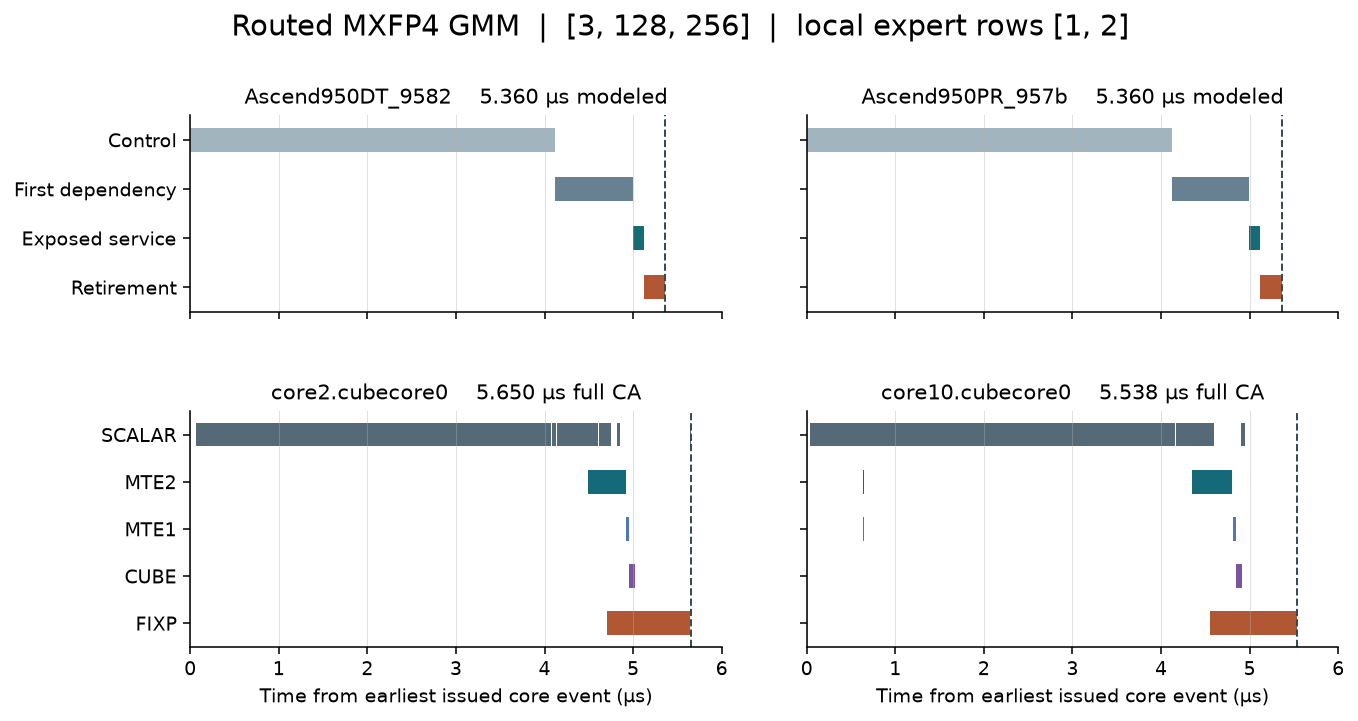 Routed MXFP4 GMM | [3, 128, 256] | local expert rows [1, 2]
Ascend950DT_9582 5.360 µs modeled
Control
First dependency
Exposed service
Retirement
Ascend950PR_957b 5.360 µs modeled
core2.cubecore0 5.650 µs full CA
SCALAR
MTE2
MTE1
CUBE
FIXP
0 1 2 3 4 5 6
Time from earliest issued core event (µs)
core10.cubecore0 5.538 µs full CA
0 1 2 3 4 5 6
Time from earliest issued core event (µs)